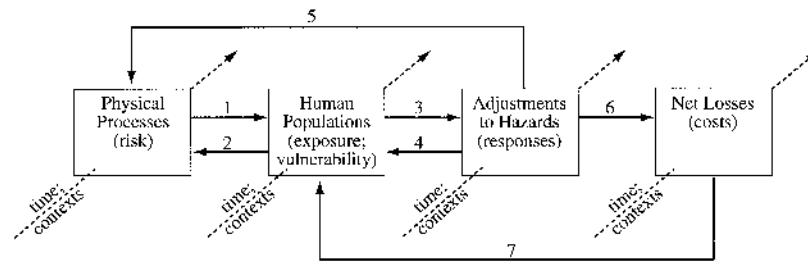 5
Physical
Processes
(risk)
1
2
Human
Populations
(exposure;
vulnerability)
3
4
Adjustments
to Hazards
(responses)
6
Net Losses
(costs)
time;
contexts
time;
contexts
time;
contexts
time;
contexts
7